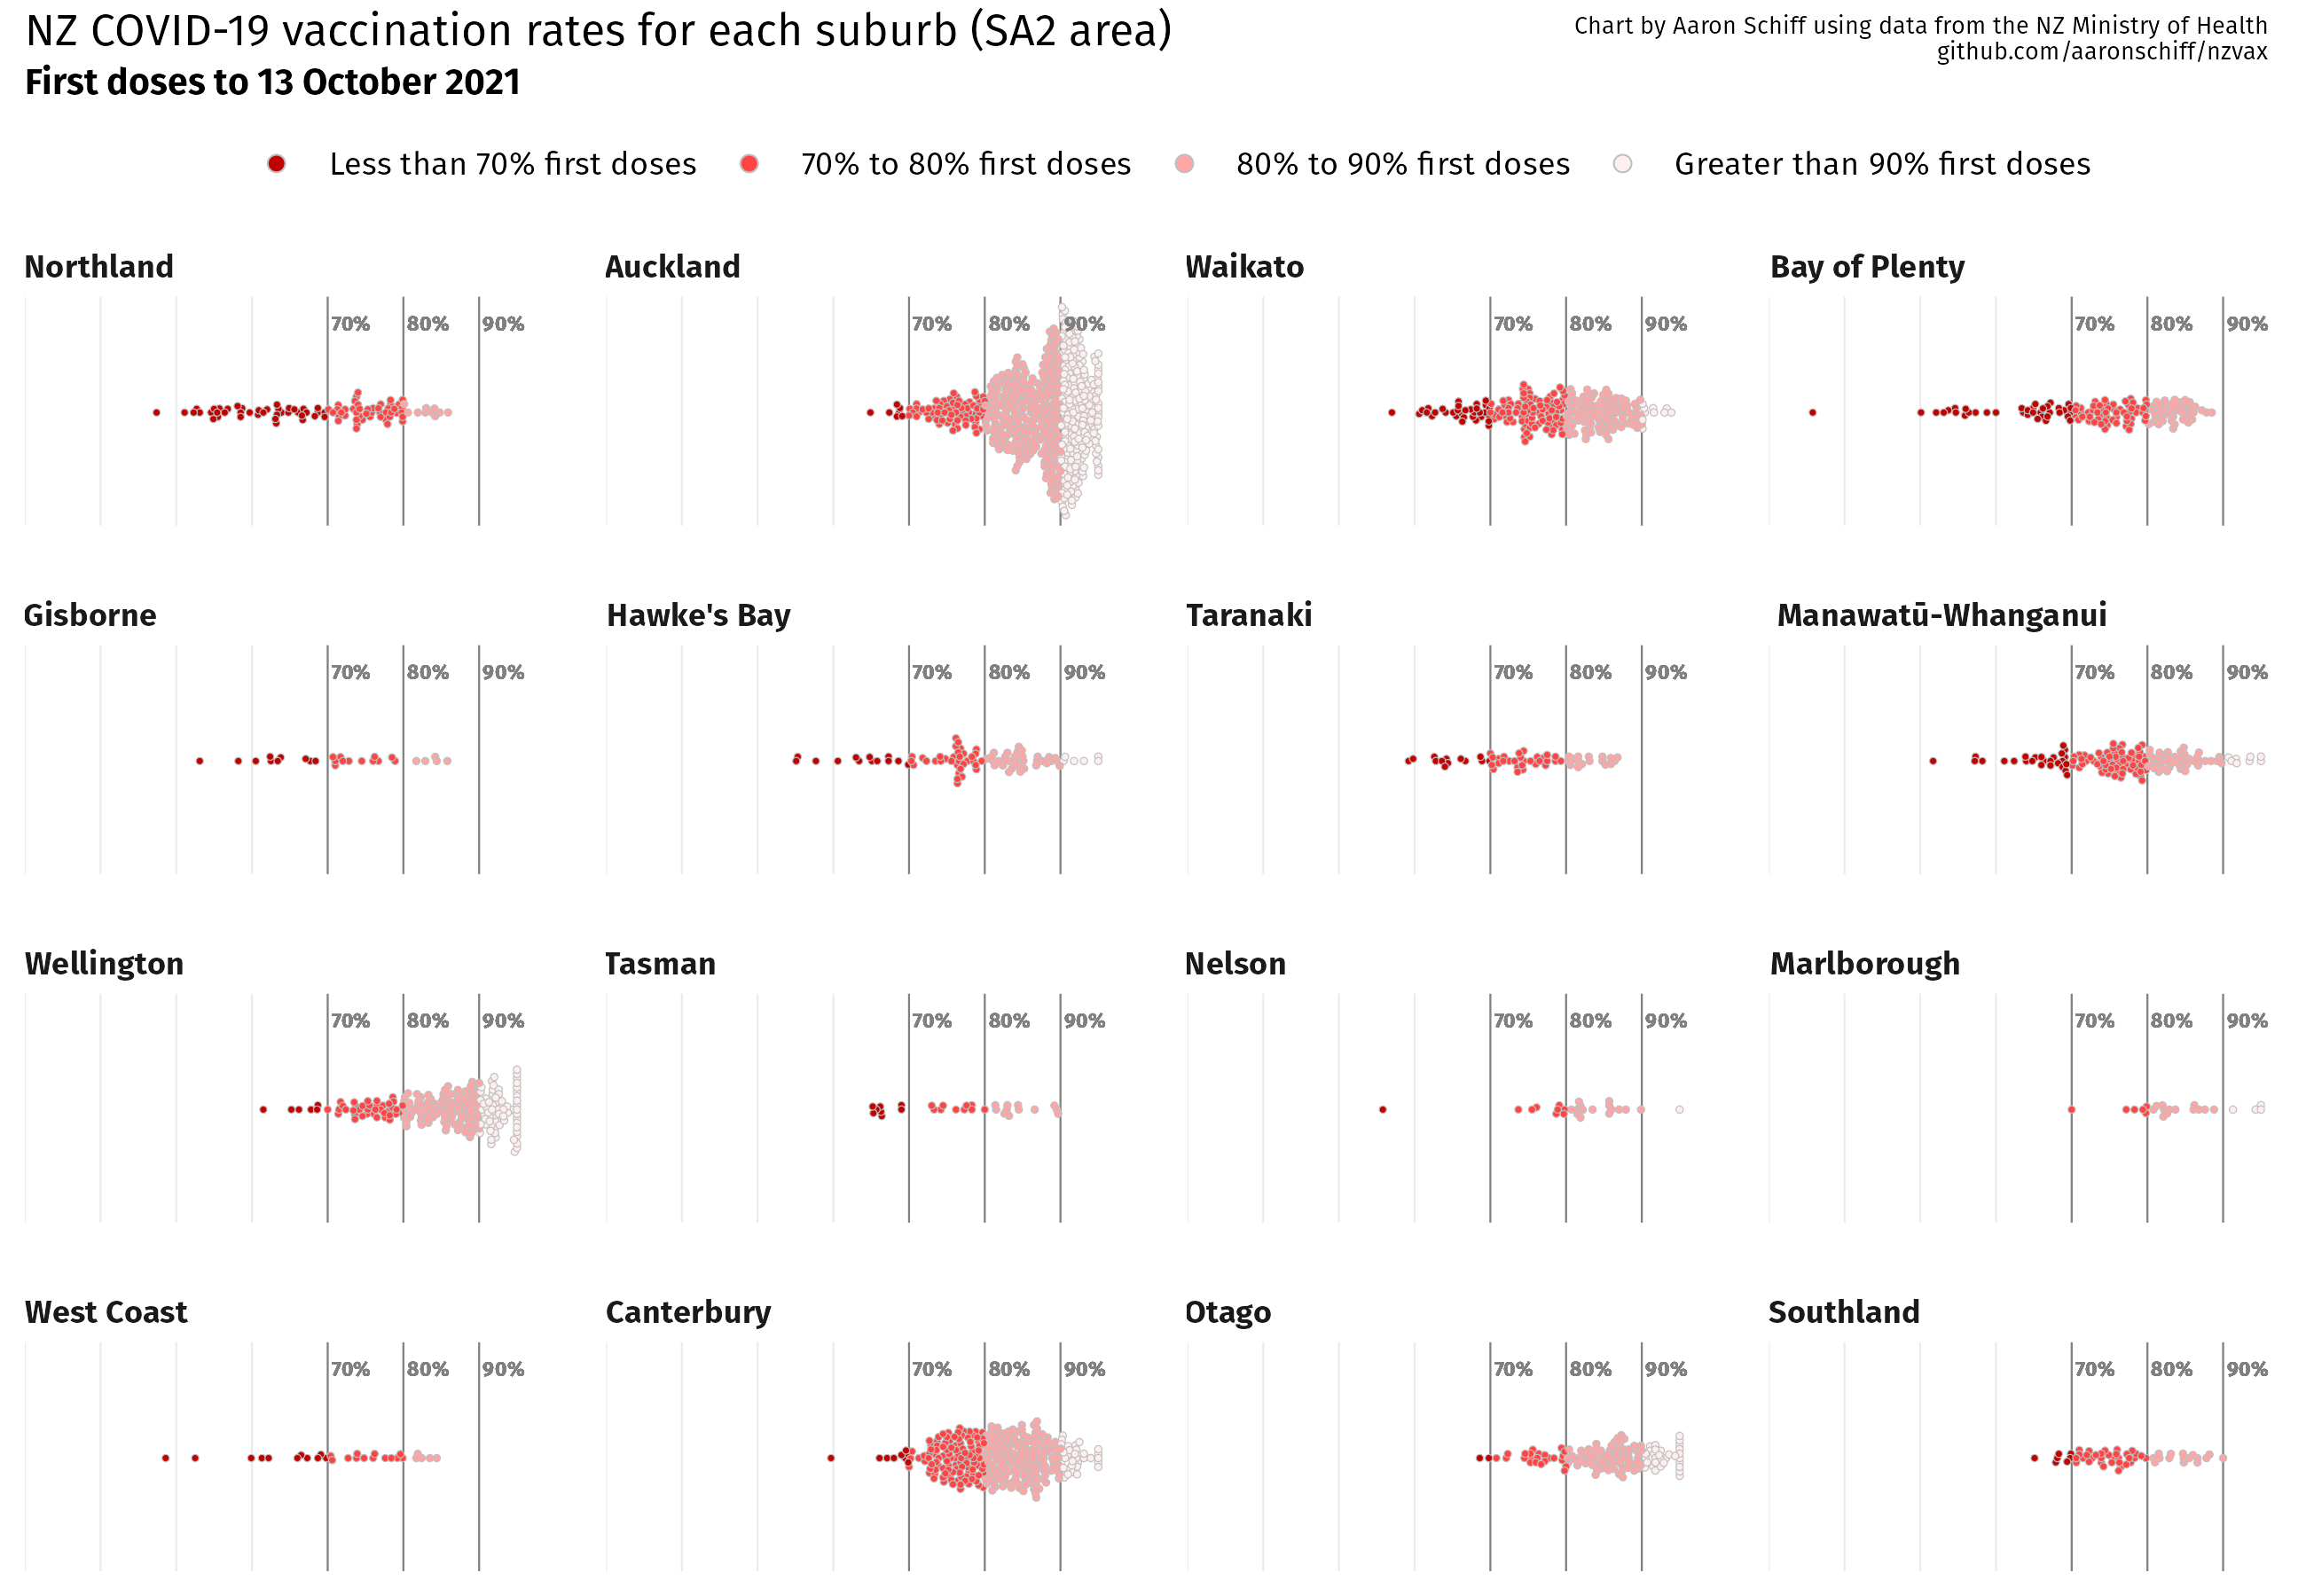 NZ COVID-19 vaccination rates for each suburb (SA2 area)
First doses to 13 October 2021
Chart by Aaron Schiff using data from the NZ Ministry of Health
github.com/aaronschiff/nzvax
Less than 70% first doses 70% to 80% first doses 80% to 90% first doses Greater than 90% first doses
Northland Auckland Waikato Bay of Plenty
70% 80% 90% 70% 80% 90% 70% 80% 90% 70% 80% 90%
Gisborne Hawke's Bay Taranaki Manawatū-Whanganui
70% 80% 90% 70% 80% 90% 70% 80% 90% 70% 80% 90%
Wellington Tasman Nelson Marlborough
70% 80% 90% 70% 80% 90% 70% 80% 90% 70% 80% 90%
West Coast Canterbury Otago Southland
70% 80% 90% 70% 80% 90% 70% 80% 90% 70% 80% 90%